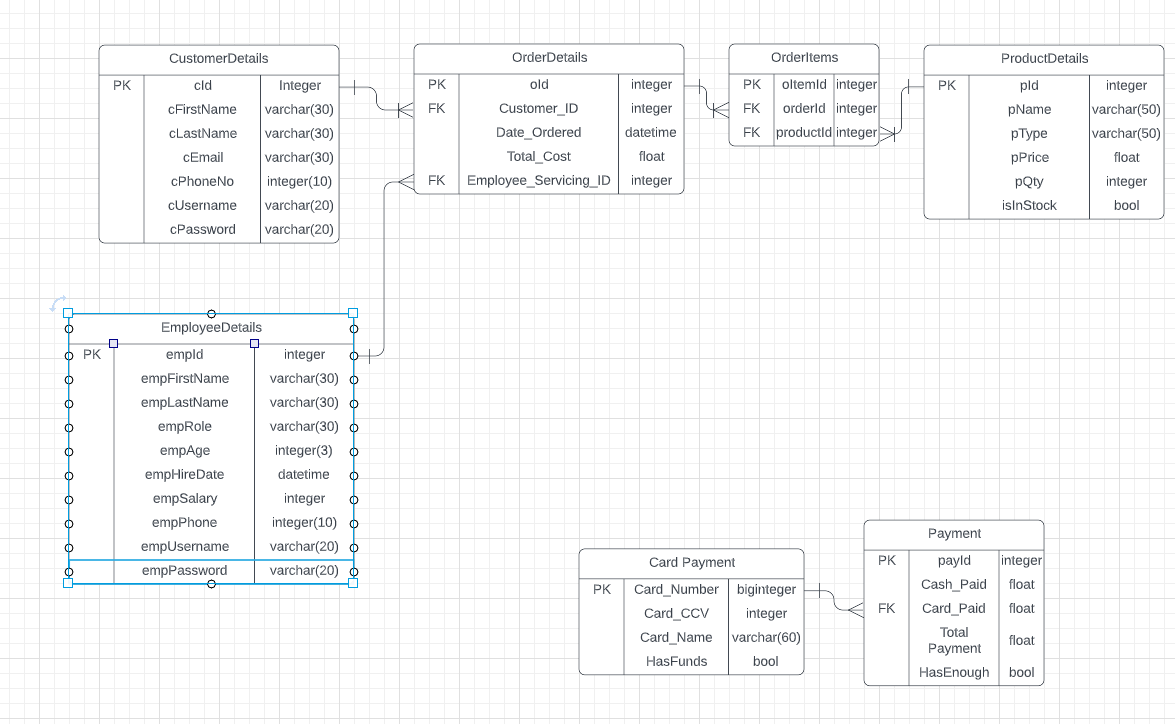 CustomerDetails
PK cId Integer
cFirstName varchar(30)
cLastName varchar(30)
cEmail varchar(30)
cPhoneNo integer(10)
cUsername varchar(20)
cPassword varchar(20)
OrderDetails
PK oId integer
FK Customer_ID integer
Date_Ordered datetime
Total_Cost float
FK Employee_Servicing_ID integer
OrderItems
PK oItemId integer
FK orderId integer
FK productId integer
ProductDetails
PK pId integer
pName varchar(50)
pType varchar(50)
pPrice float
pQty integer
isInStock bool
EmployeeDetails
PK empId integer
empFirstName varchar(30)
empLastName varchar(30)
empRole varchar(30)
empAge integer(3)
empHireDate datetime
empSalary integer
empPhone integer(10)
empUsername varchar(20)
empPassword varchar(20)
Card Payment
PK Card_Number biginteger
Card_CCV integer
Card_Name varchar(60)
HasFunds bool
Payment
PK payId integer
Cash_Paid float
FK Card_Paid float
Total
Payment float
HasEnough bool